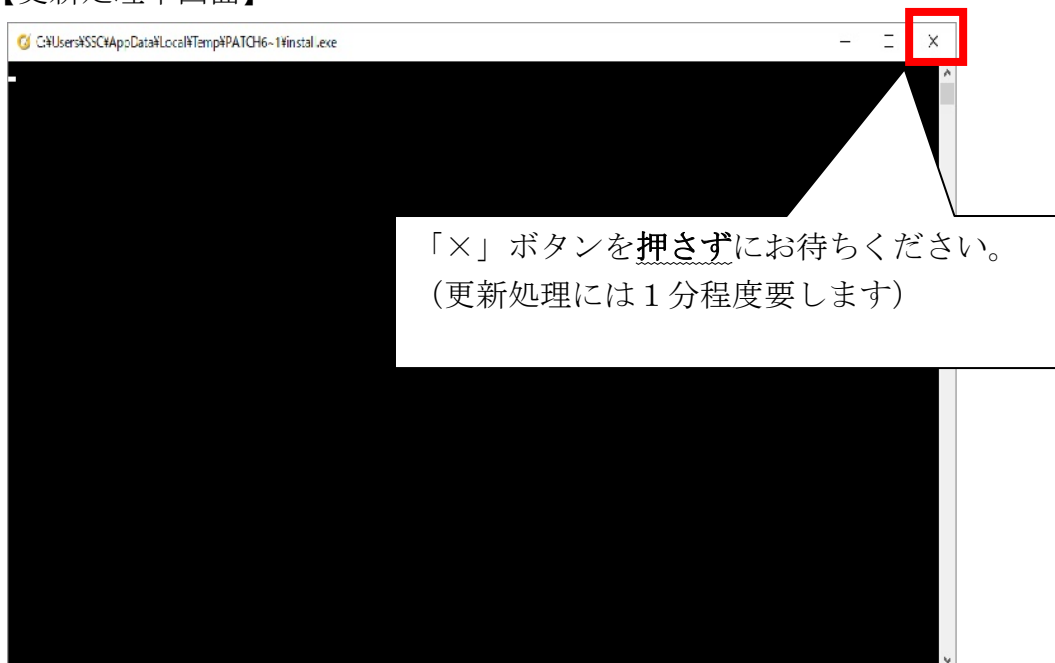 【更新処理中画面】
C:¥Users¥SSC¥AppData¥Local¥Temp¥PATCH6~1¥install.exe
「×」ボタンを押さずにお待ちください。
（更新処理には１分程度要します）